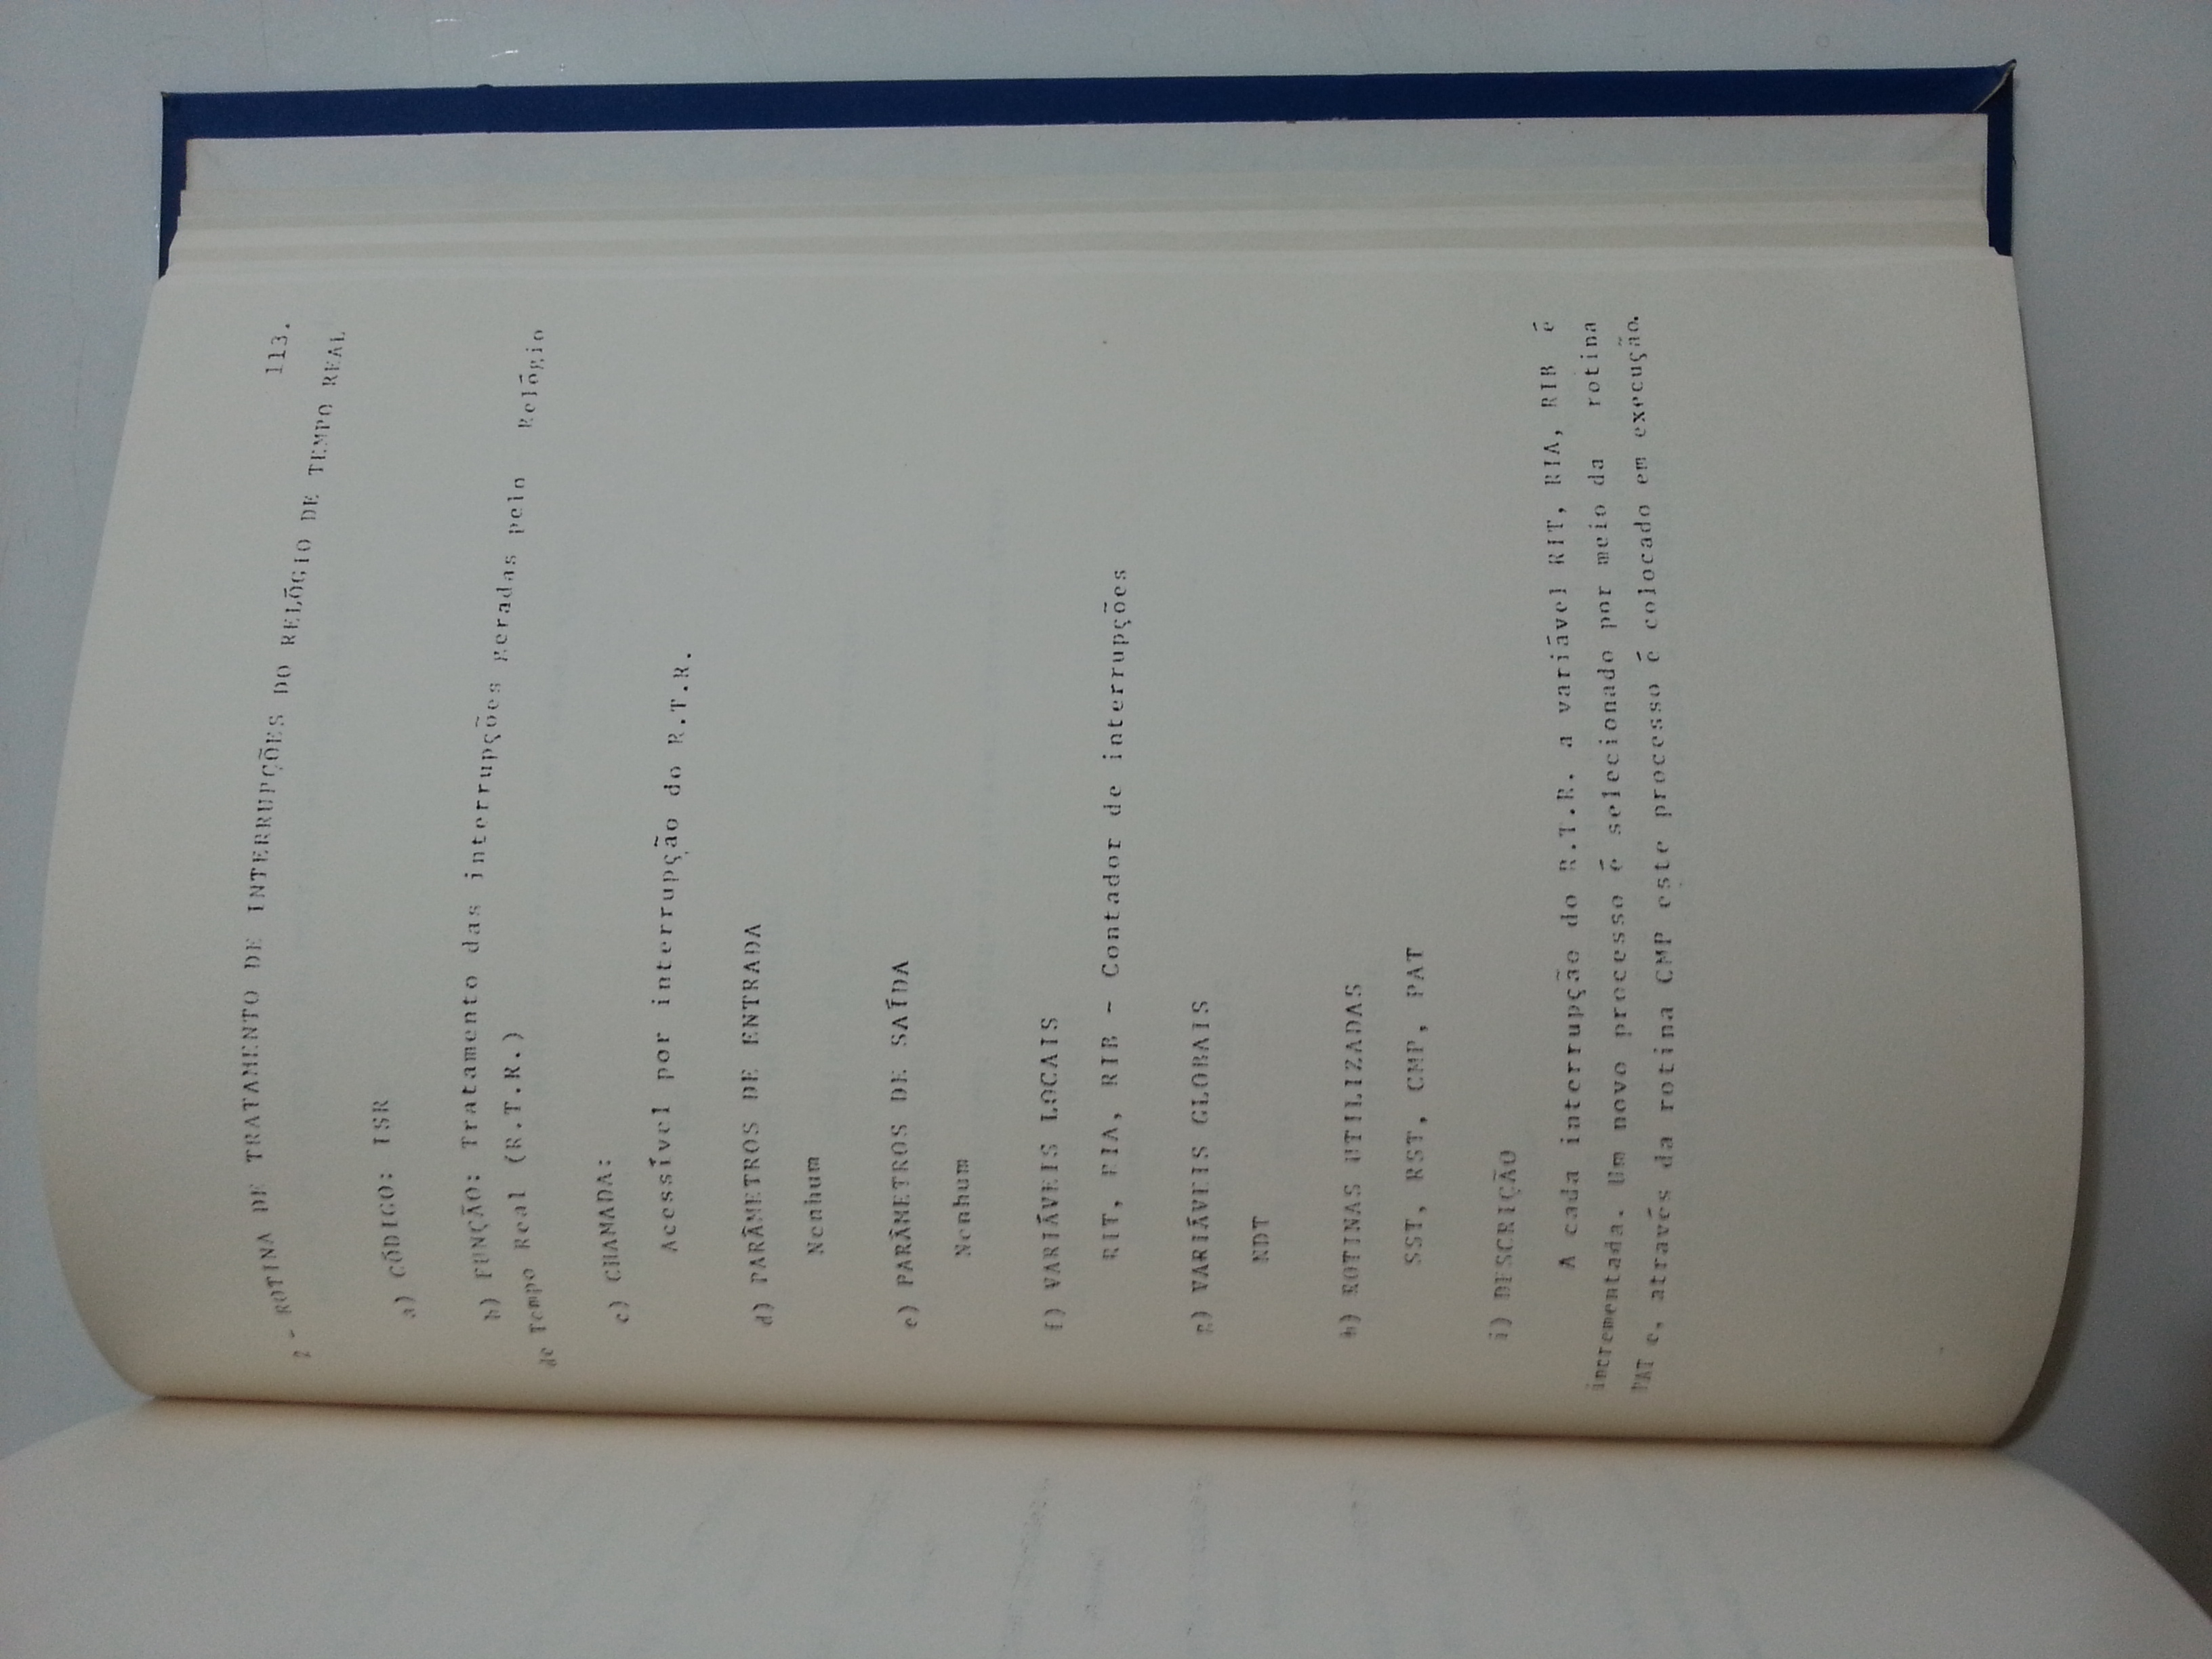 113.
2 - ROTINA DE TRATAMENTO DE INTERRUPÇÕES DO RELÓGIO DE TEMPO REAL
a) CÓDIGO: ISR
b) FUNÇÃO: Tratamento das interrupções geradas pelo Relógio
de Tempo Real (R.T.R.)
c) CHAMADA:
Acessível por interrupção do R.T.R.
d) PARÂMETROS DE ENTRADA
Nenhum
e) PARÂMETROS DE SAÍDA
Nenhum
f) VARIÁVEIS LOCAIS
RIT, RIA, RIB - Contador de interrupções
g) VARIÁVEIS GLOBAIS
NDT
h) ROTINAS UTILIZADAS
SST, RST, CMP, PAT
i) DESCRIÇÃO
A cada interrupção do R.T.R. a variável RIT, RIA, RIB é
incrementada. Um novo processo é selecionado por meio da rotina
PAT e, através da rotina CMP este processo é colocado em execução.